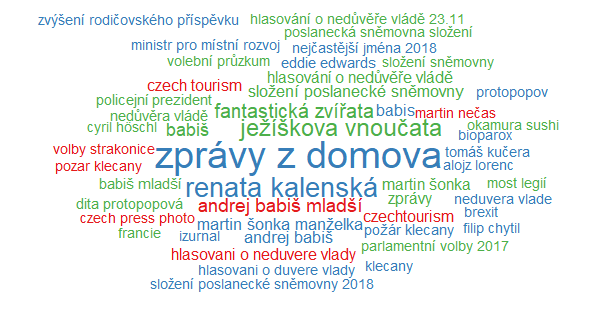 zvýšení rodičovského příspěvku
hlasování o nedůvěře vládě 23.11
poslanecká sněmovna složení
ministr pro místní rozvoj
nejčastější jména 2018
volební průzkum
eddie edwards
složení sněmovny
hlasování o nedůvěře vládě
czech tourism
složení poslanecké sněmovny
protopopov
policejní prezident
fantastická zvířata
babis
martin nečas
nedůvěra vládě
cyril höschl
babiš
ježíškova vnoučata
okamura sushi
bioparox
volby strakonice
zprávy z domova
tomáš kučera
pozar klecany
alojz lorenc
babiš mladší
renata kalenská
martin šonka
most legií
dita protopopová
andrej babiš mladší
zprávy
neduvera vlade
czech press photo
martin šonka manželka
czechtourism
brexit
francie
izurnal
andrej babiš
požár klecany
filip chytil
parlamentní volby 2017
hlasovani o neduvere vlady
hlasovani o duvere vlady
klecany
složení poslanecké sněmovny 2018